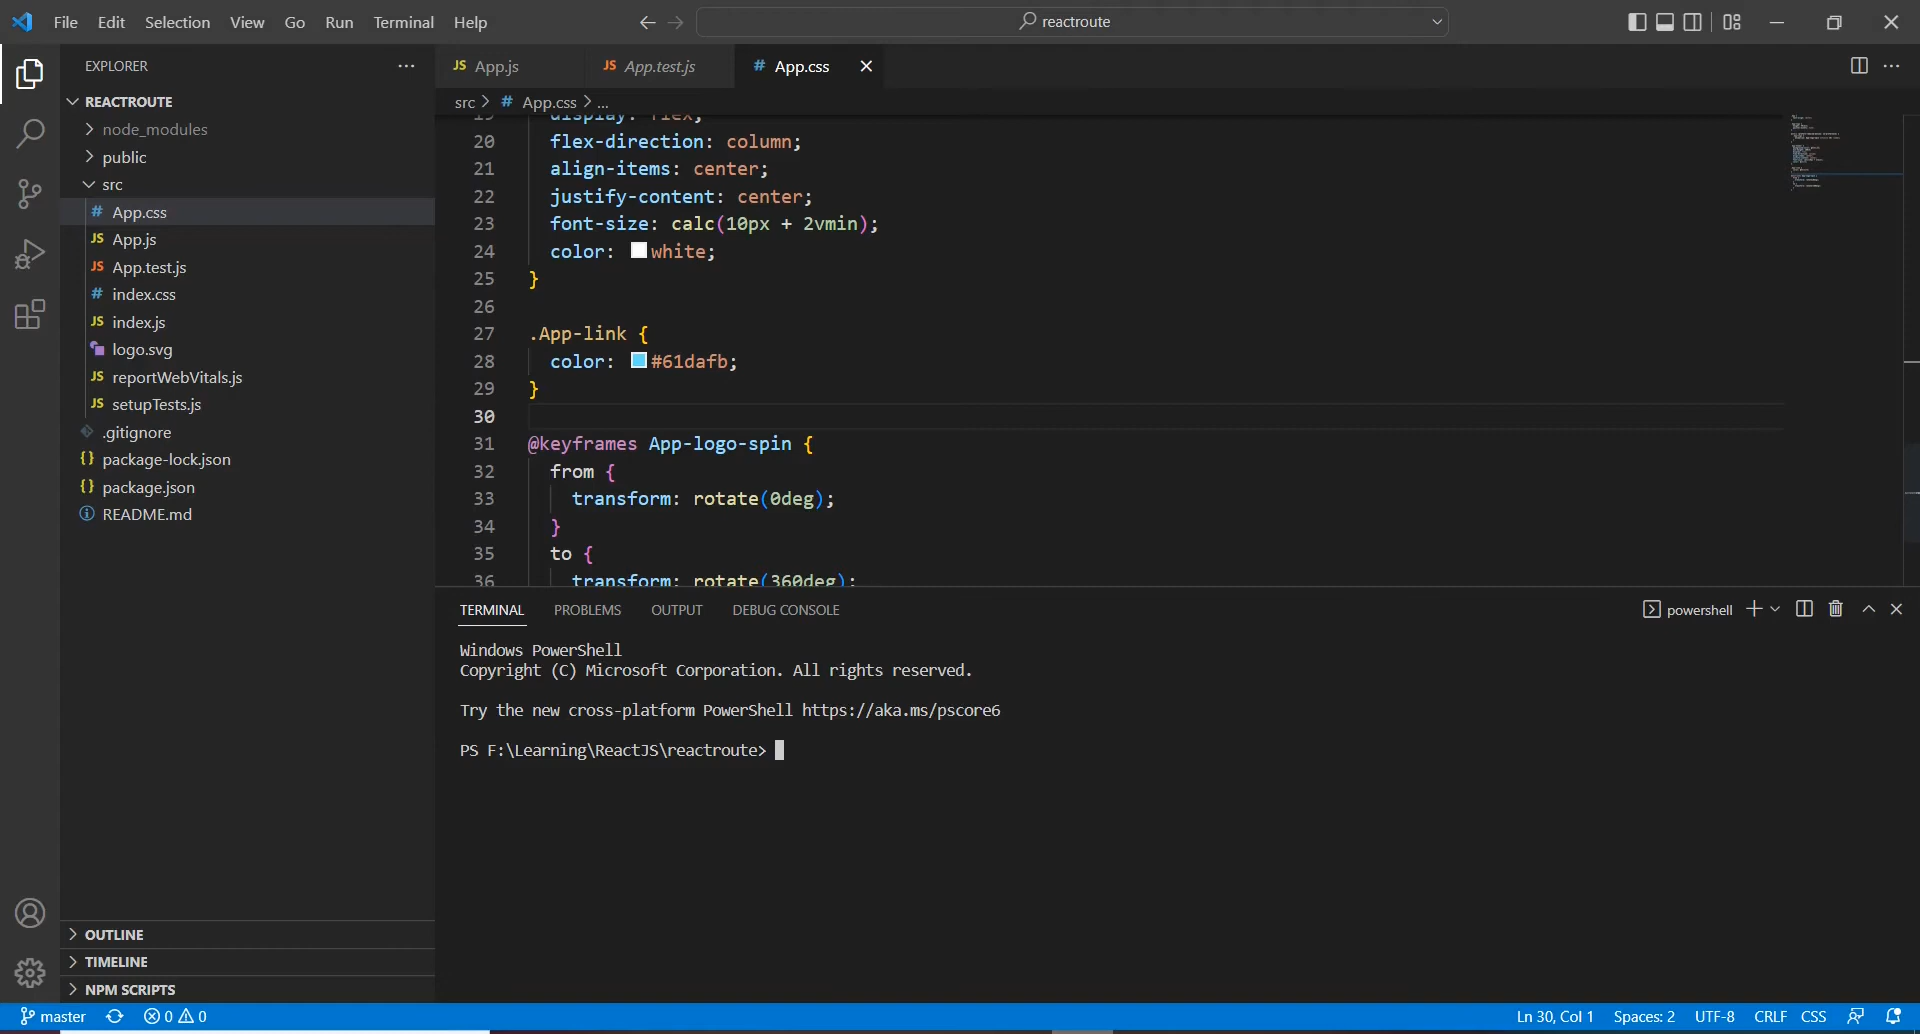 File Edit Selection View Go Run Terminal Help
reactroute
EXPLORER
REACTROUTE
node_modules
public
src
# App.css
JS App.js
JS App.test.js
# index.css
JS index.js
logo.svg
JS reportWebVitals.js
JS setupTests.js
.gitignore
{} package-lock.json
{} package.json
README.md
OUTLINE
TIMELINE
NPM SCRIPTS
JS App.js JS App.test.js # App.css
src > # App.css > ...
19 display: flex;
20 flex-direction: column;
21 align-items: center;
22 justify-content: center;
23 font-size: calc(10px + 2vmin);
24 color: white;
25 }
26
27 .App-link {
28 color: #61dafb;
29 }
30
31 @keyframes App-logo-spin {
32 from {
33 transform: rotate(0deg);
34 }
35 to {
36 transform: rotate(360deg);
TERMINAL PROBLEMS OUTPUT DEBUG CONSOLE
powershell
Windows PowerShell
Copyright (C) Microsoft Corporation. All rights reserved.
Try the new cross-platform PowerShell https://aka.ms/pscore6
PS F:\Learning\ReactJS\reactroute>
master 0 0 Ln 30, Col 1 Spaces: 2 UTF-8 CRLF CSS